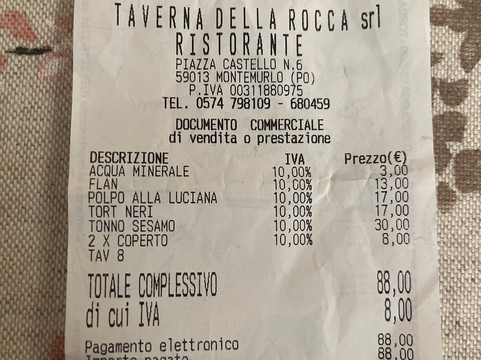 TAVERNA DELLA ROCCA srl
RISTORANTE
PIAZZA CASTELLO N.6
59013 MONTEMURLO (PO)
P.IVA 00311880975
TEL. 0574 798109 - 680459
DOCUMENTO COMMERCIALE
di vendita o prestazione
DESCRIZIONE IVA Prezzo(€)
ACQUA MINERALE 10,00% 3,00
FLAN 10,00% 13,00
POLPO ALLA LUCIANA 10,00% 17,00
TORT NERI 10,00% 17,00
TONNO SESAMO 10,00% 30,00
2 X COPERTO 10,00% 8,00
TAV 8
TOTALE COMPLESSIVO 88,00
di cui IVA 8,00
Pagamento elettronico 88,00
Importo pagato 88,00